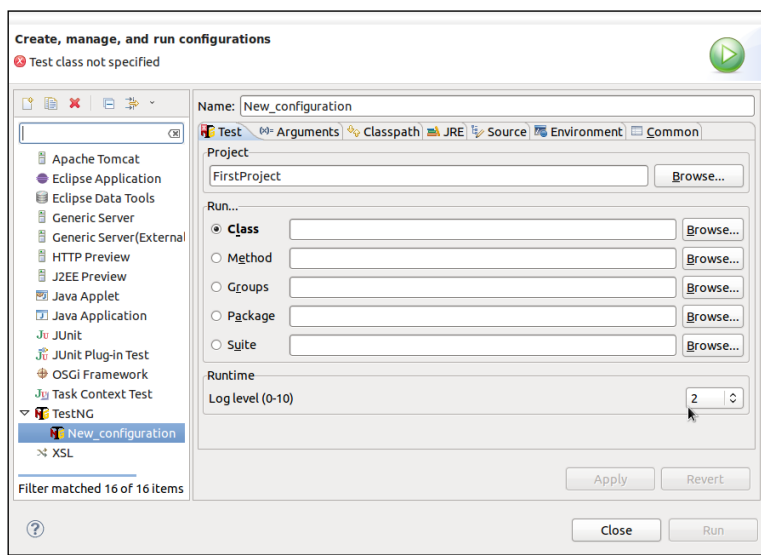 Create, manage, and run configurations
Test class not specified
Name: New_configuration
Test (x)= Arguments Classpath JRE Source Environment Common
Project
FirstProject Browse...
Run...
Class Browse...
Method Browse...
Groups Browse...
Package Browse...
Suite Browse...
Runtime
Log level (0-10) 2
Apache Tomcat
Eclipse Application
Eclipse Data Tools
Generic Server
Generic Server(External
HTTP Preview
J2EE Preview
Java Applet
Java Application
Ju JUnit
JUnit Plug-in Test
OSGi Framework
Ju Task Context Test
TestNG
New_configuration
XSL
Filter matched 16 of 16 items
Apply Revert
Close Run